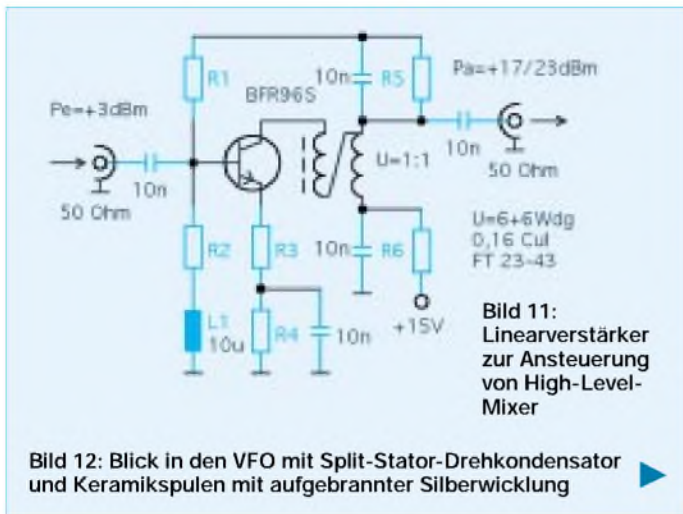 R1
10n
R5
Pa=+17/23dBm
BFR96S
Pe=+3dBm
U=1:1
10n
10n
50 Ohm
50 Ohm
R2
R3
10n
R6
U=6+6Wdg
0,16 CuI
FT 23-43
L1
10u
R4
10n
+15V
Bild 11:
Linearverstärker
zur Ansteuerung
von High-Level-
Mixer
Bild 12: Blick in den VFO mit Split-Stator-Drehkondensator
und Keramikspulen mit aufgebrannter Silberwicklung